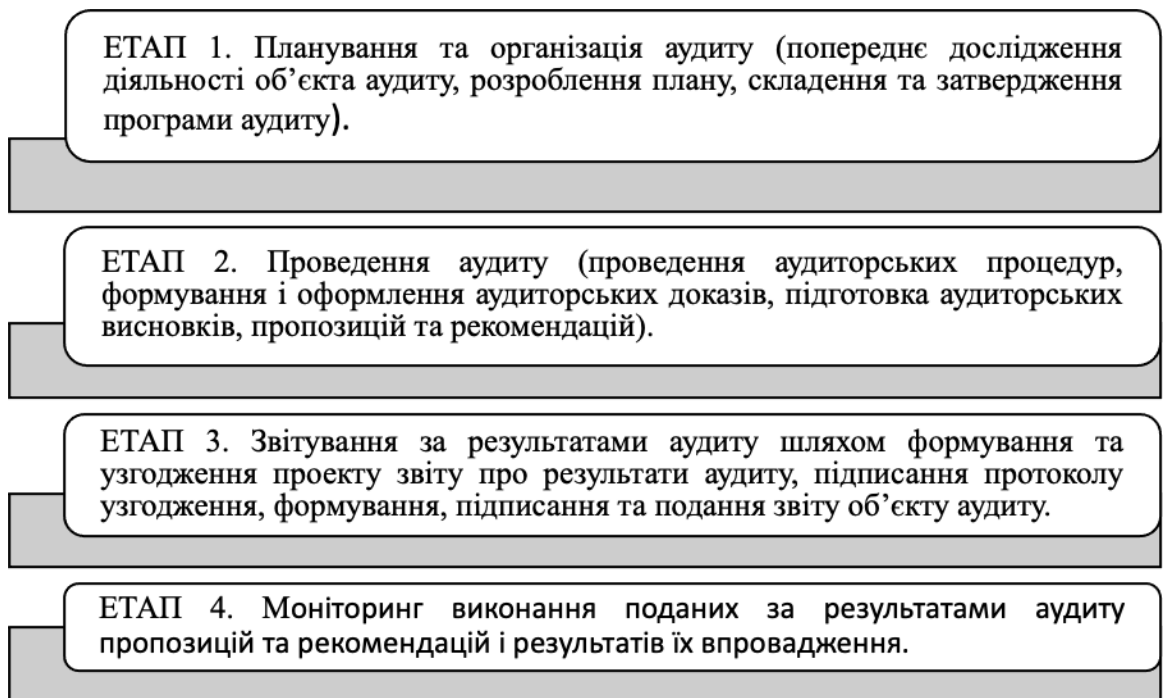 ЕТАП 1. Планування та організація аудиту (попереднє дослідження
діяльності об’єкта аудиту, розроблення плану, складення та затвердження
програми аудиту).
ЕТАП 2. Проведення аудиту (проведення аудиторських процедур,
формування і оформлення аудиторських доказів, підготовка аудиторських
висновків, пропозицій та рекомендацій).
ЕТАП 3. Звітування за результатами аудиту шляхом формування та
узгодження проекту звіту про результати аудиту, підписання протоколу
узгодження, формування, підписання та подання звіту об’єкту аудиту.
ЕТАП 4. Моніторинг виконання поданих за результатами аудиту
пропозицій та рекомендацій і результатів їх впровадження.